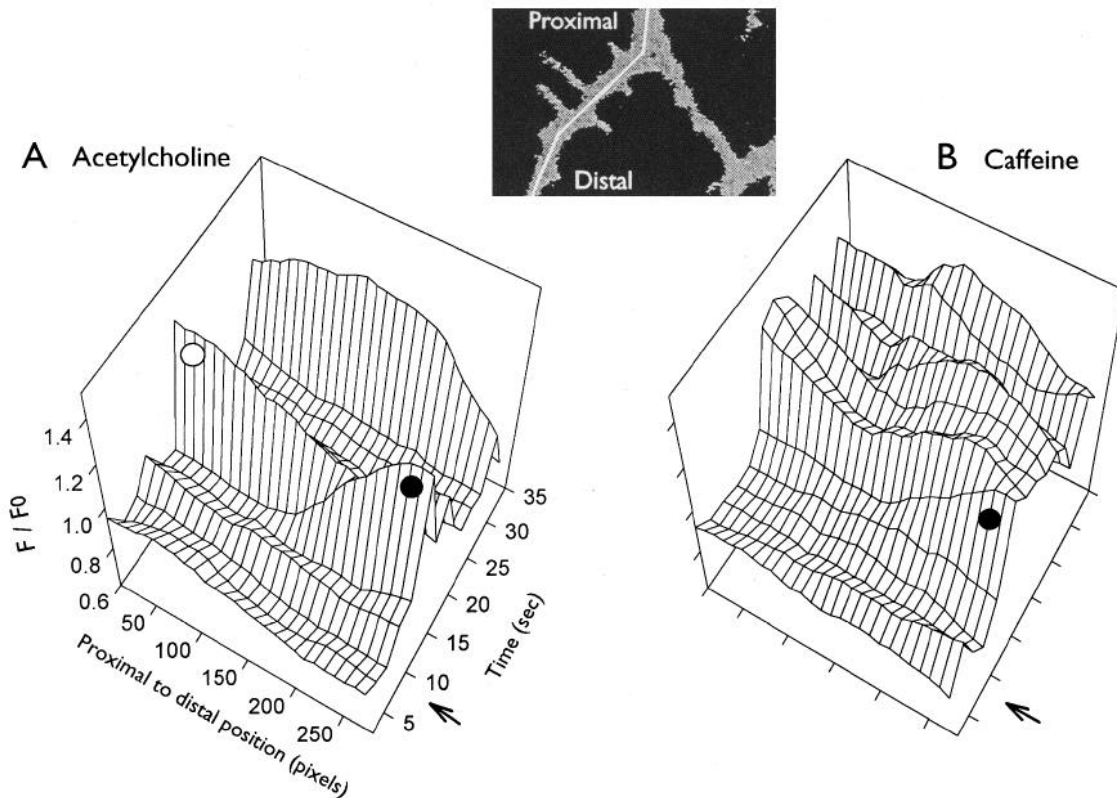 Proximal
Distal
A Acetylcholine
B Caffeine
F / F0
1.4
1.2
1.0
0.8
0.6
50
100
150
200
250
Proximal to distal position (pixels)
5
10
15
20
25
30
35
Time (sec)